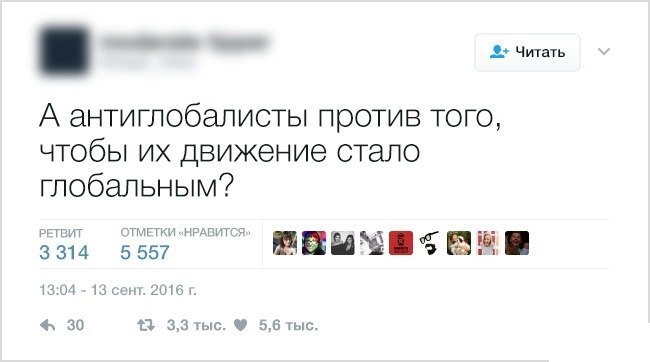 Читать
А антиглобалисты против того,
чтобы их движение стало
глобальным?
РЕТВИТ ОТМЕТКИ «НРАВИТСЯ»
3 314 5 557
13:04 - 13 сент. 2016 г.
30 3,3 тыс. 5,6 тыс.